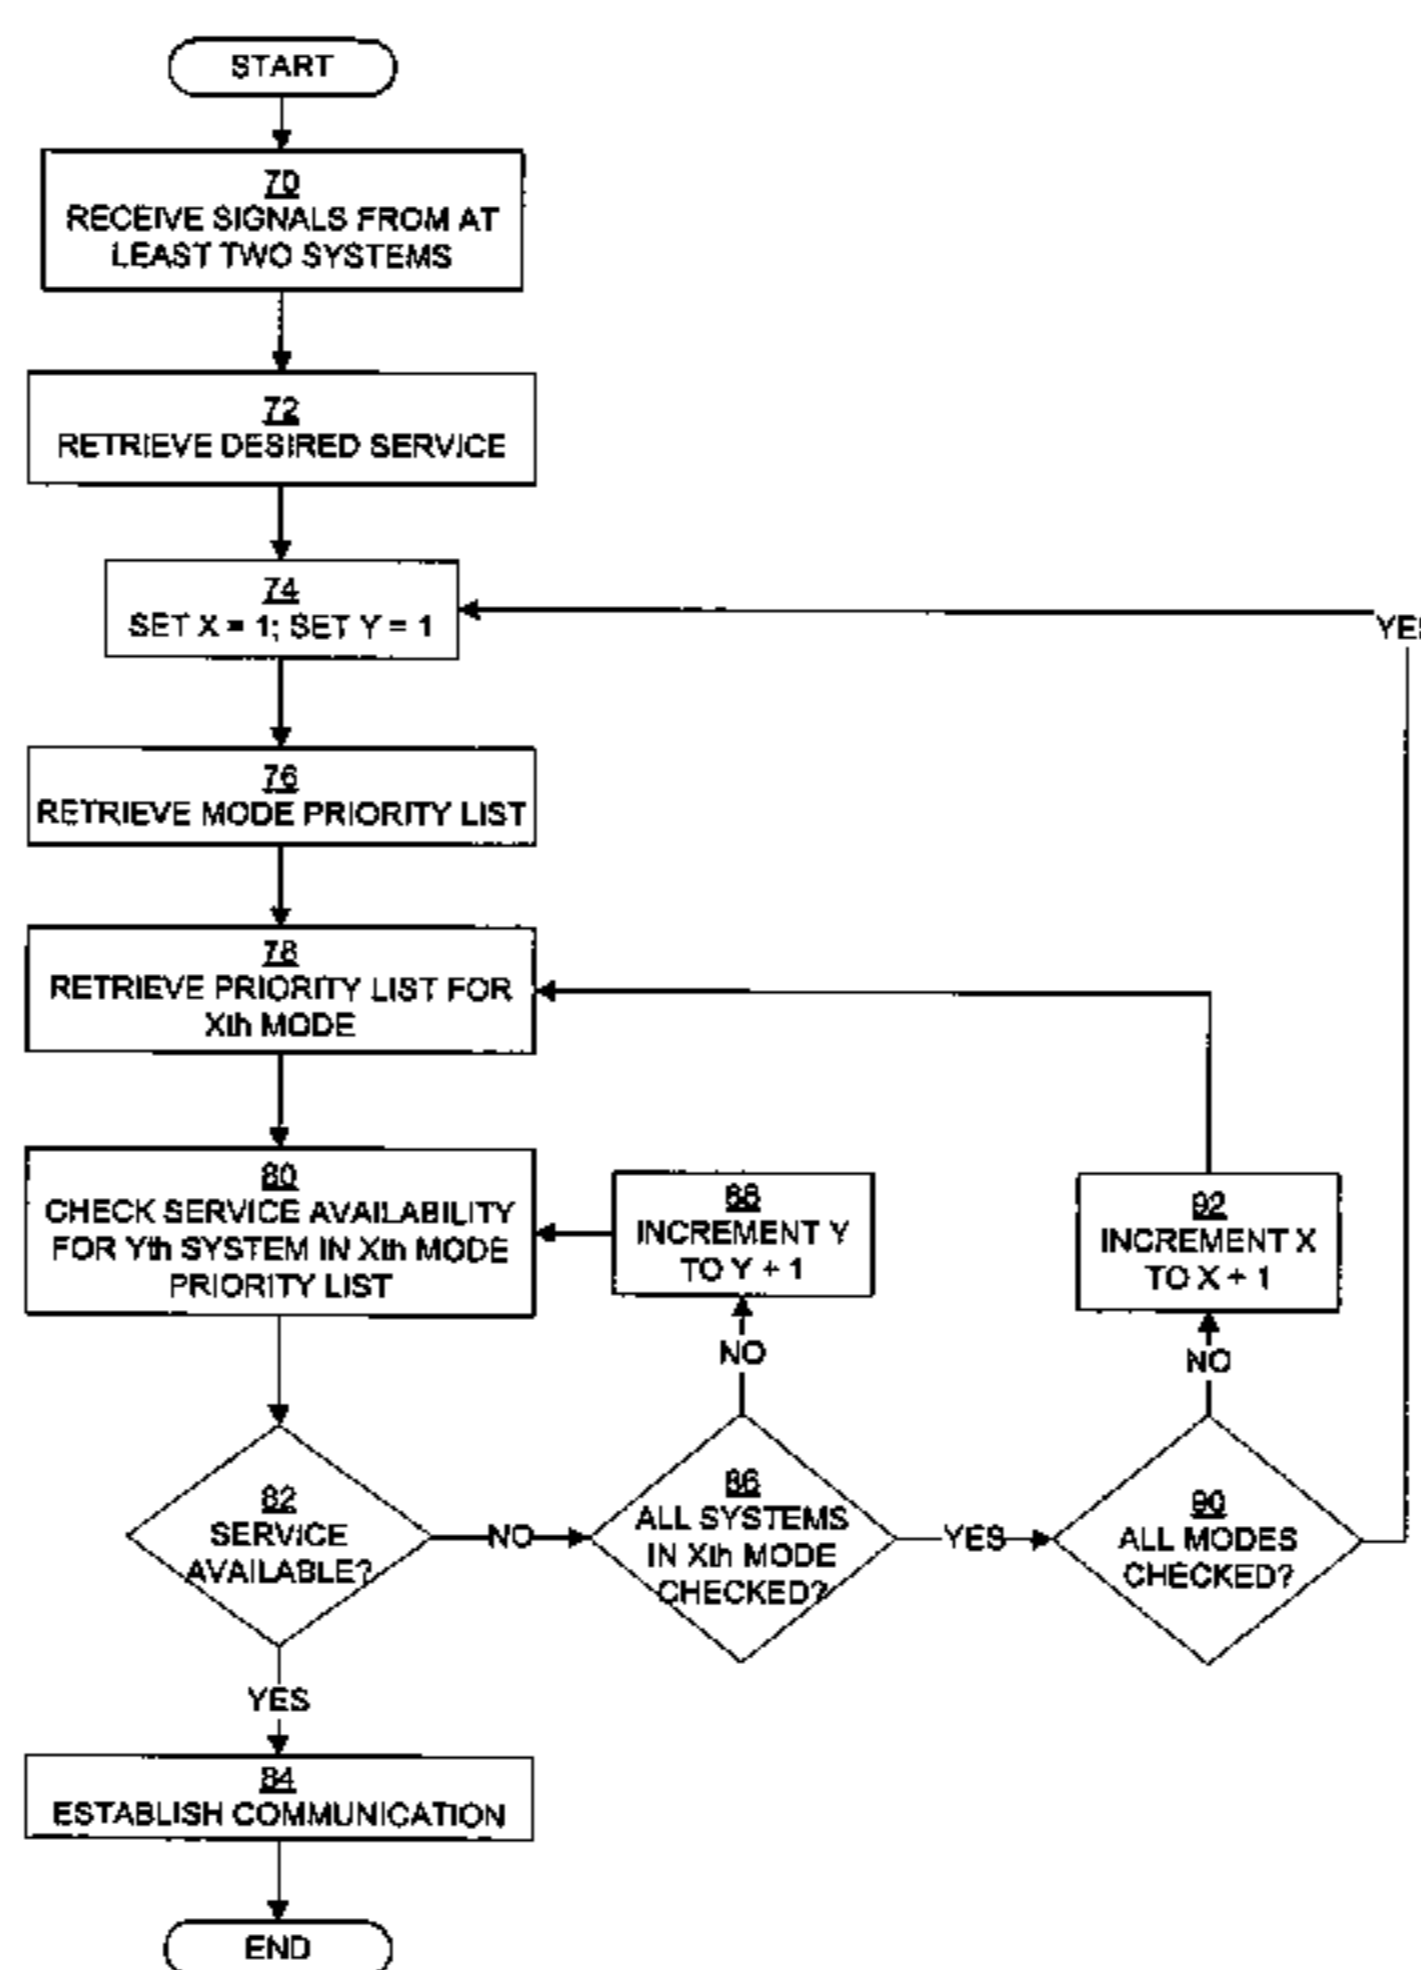 START
70
RECEIVE SIGNALS FROM AT
LEAST TWO SYSTEMS
72
RETRIEVE DESIRED SERVICE
74
SET X = 1; SET Y = 1
YES
76
RETRIEVE MODE PRIORITY LIST
78
RETRIEVE PRIORITY LIST FOR
Xth MODE
80
CHECK SERVICE AVAILABILITY
FOR Yth SYSTEM IN Xth MODE
PRIORITY LIST
88
INCREMENT Y
TO Y + 1
92
INCREMENT X
TO X + 1
NO
NO
82
SERVICE
AVAILABLE?
NO
86
ALL SYSTEMS
IN Xth MODE
CHECKED?
YES
90
ALL MODES
CHECKED?
YES
84
ESTABLISH COMMUNICATION
END